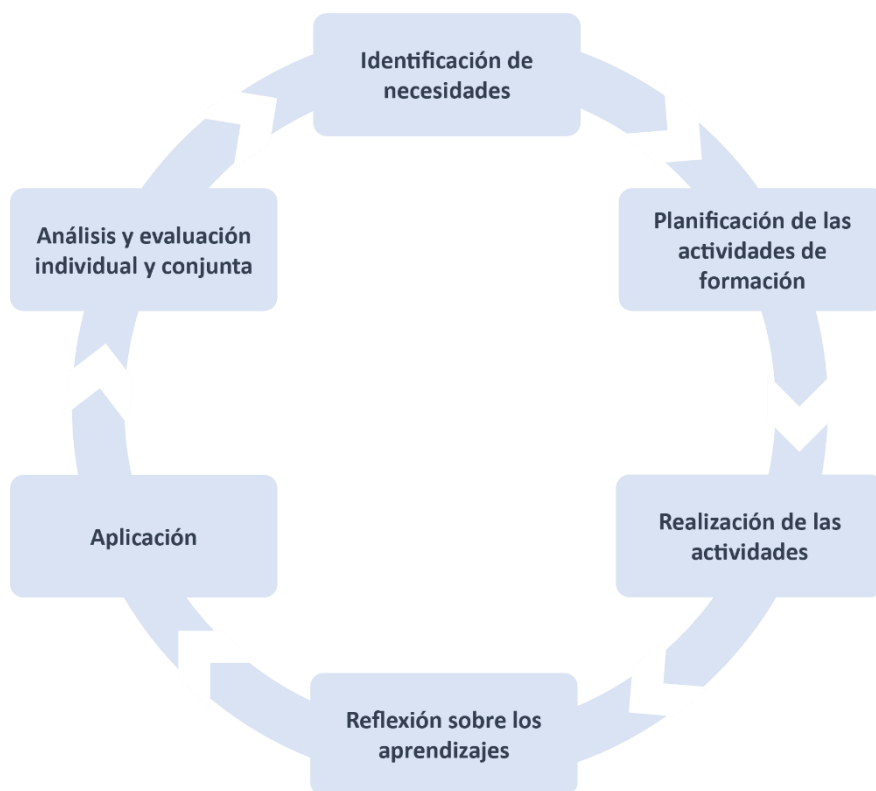 Identificación de
necesidades
Planificación de las
actividades de
formación
Realización de las
actividades
Reflexión sobre los
aprendizajes
Aplicación
Análisis y evaluación
individual y conjunta